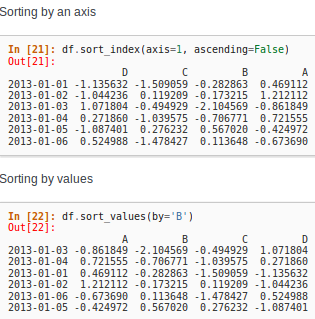 Sorting by an axis
In [21]: df.sort_index(axis=1, ascending=False)
Out[21]:
D C B A
2013-01-01 -1.135632 -1.509059 -0.282863 0.469112
2013-01-02 -1.044236 0.119209 -0.173215 1.212112
2013-01-03 1.071804 -0.494929 -2.104569 -0.861849
2013-01-04 0.271860 -1.039575 -0.706771 0.721555
2013-01-05 -1.087401 0.276232 0.567020 -0.424972
2013-01-06 0.524988 -1.478427 0.113648 -0.673690
Sorting by values
In [22]: df.sort_values(by='B')
Out[22]:
A B C D
2013-01-03 -0.861849 -2.104569 -0.494929 1.071804
2013-01-04 0.721555 -0.706771 -1.039575 0.271860
2013-01-01 0.469112 -0.282863 -1.509059 -1.135632
2013-01-02 1.212112 -0.173215 0.119209 -1.044236
2013-01-06 -0.673690 0.113648 -1.478427 0.524988
2013-01-05 -0.424972 0.567020 0.276232 -1.087401